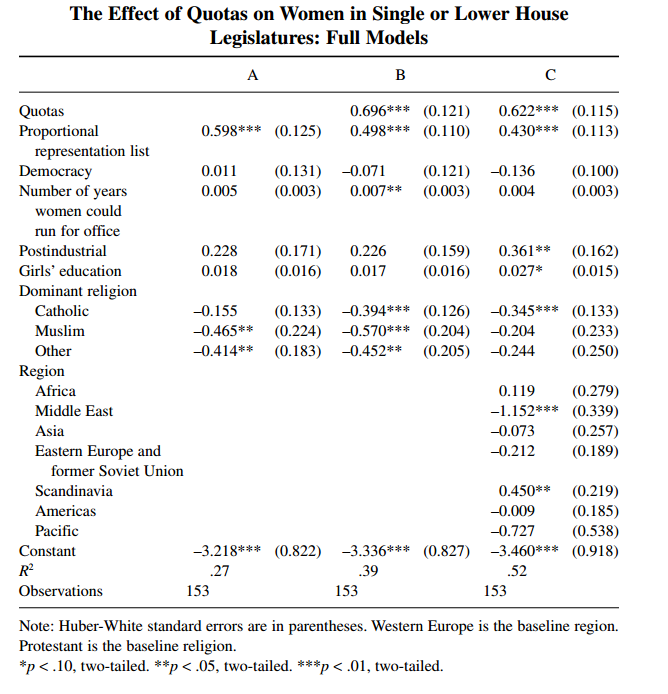 The Effect of Quotas on Women in Single or Lower House
Legislatures: Full Models
A B C
Quotas 0.696*** (0.121) 0.622*** (0.115)
Proportional 0.598*** (0.125) 0.498*** (0.110) 0.430*** (0.113)
representation list
Democracy 0.011 (0.131) –0.071 (0.121) –0.136 (0.100)
Number of years 0.005 (0.003) 0.007** (0.003) 0.004 (0.003)
women could
run for office
Postindustrial 0.228 (0.171) 0.226 (0.159) 0.361** (0.162)
Girls’ education 0.018 (0.016) 0.017 (0.016) 0.027* (0.015)
Dominant religion
Catholic –0.155 (0.133) –0.394*** (0.126) –0.345*** (0.133)
Muslim –0.465** (0.224) –0.570*** (0.204) –0.204 (0.233)
Other –0.414** (0.183) –0.452** (0.205) –0.244 (0.250)
Region
Africa 0.119 (0.279)
Middle East –1.152*** (0.339)
Asia –0.073 (0.257)
Eastern Europe and –0.212 (0.189)
former Soviet Union
Scandinavia 0.450** (0.219)
Americas –0.009 (0.185)
Pacific –0.727 (0.538)
Constant –3.218*** (0.822) –3.336*** (0.827) –3.460*** (0.918)
R² .27 .39 .52
Observations 153 153 153
Note: Huber-White standard errors are in parentheses. Western Europe is the baseline region.
Protestant is the baseline religion.
*p < .10, two-tailed. **p < .05, two-tailed. ***p < .01, two-tailed.